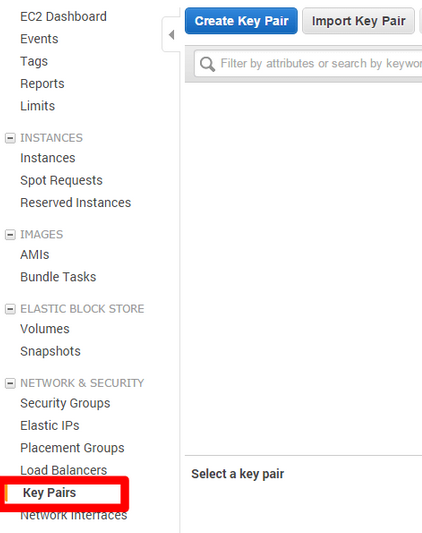 EC2 Dashboard
Events
Tags
Reports
Limits
INSTANCES
Instances
Spot Requests
Reserved Instances
IMAGES
AMIs
Bundle Tasks
ELASTIC BLOCK STORE
Volumes
Snapshots
NETWORK & SECURITY
Security Groups
Elastic IPs
Placement Groups
Load Balancers
Key Pairs
Network Interfaces
Create Key Pair Import Key Pair
Filter by attributes or search by keywor
Select a key pair